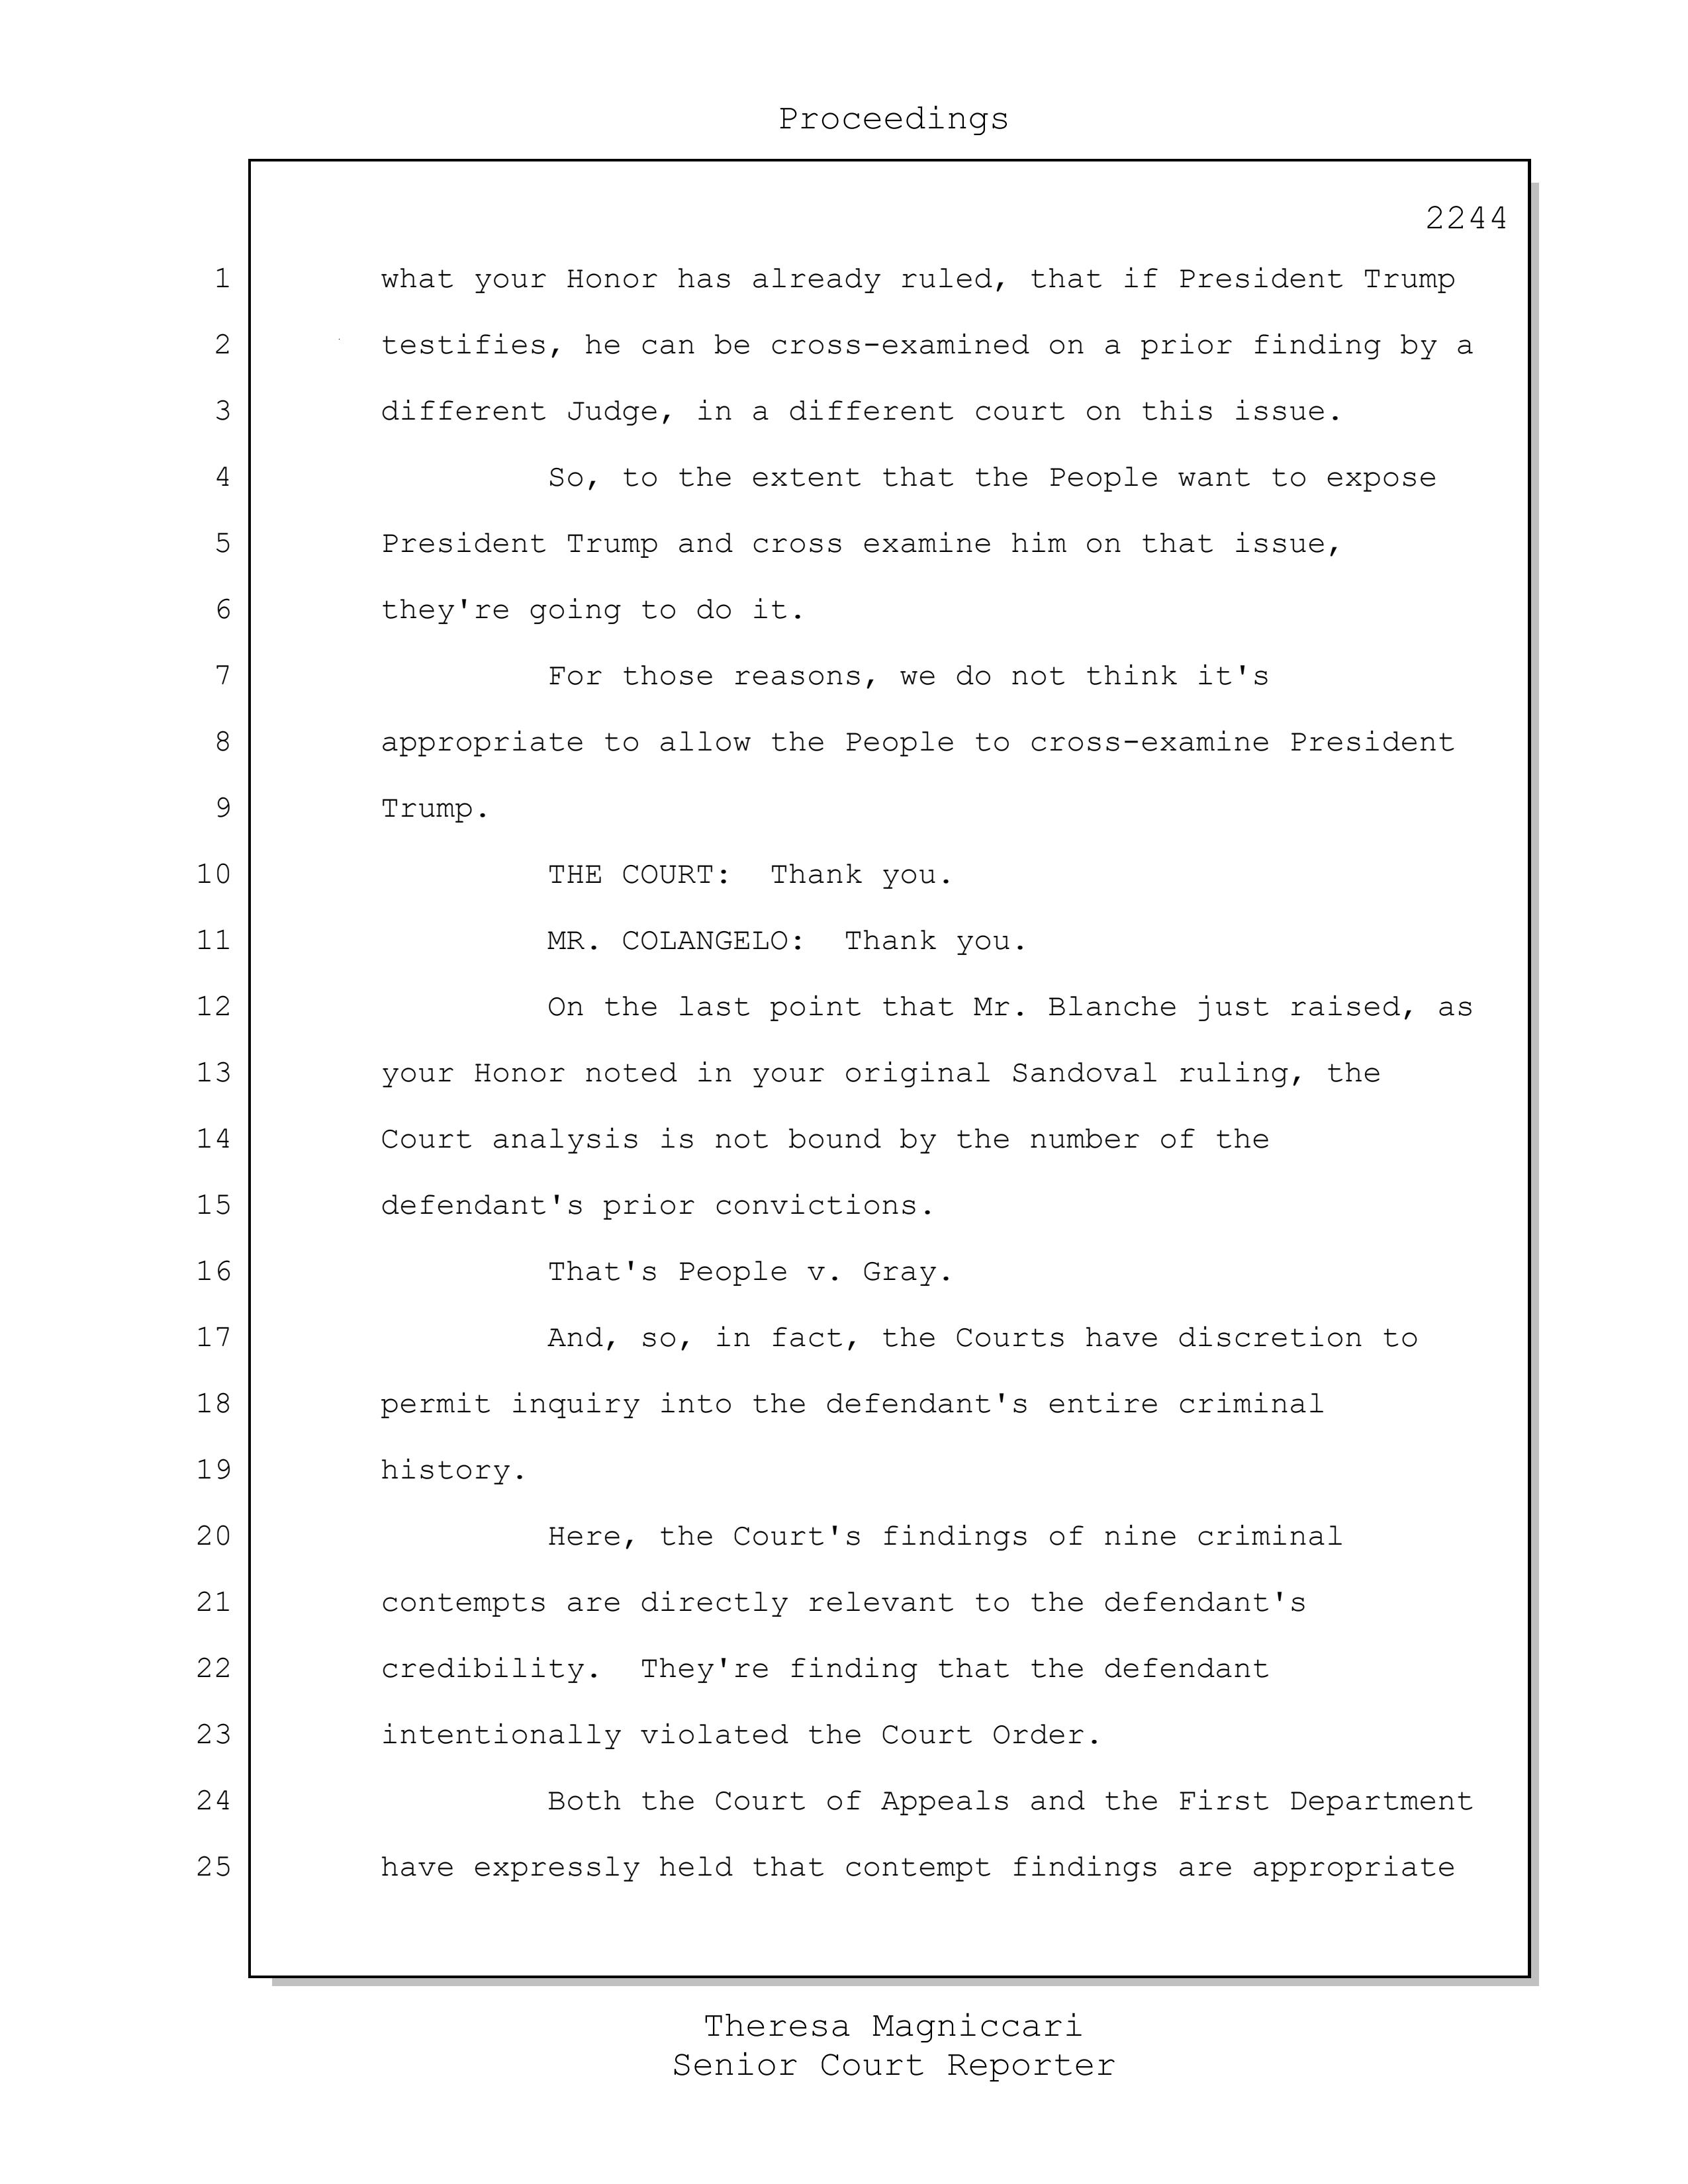 Proceedings
2244
1 what your Honor has already ruled, that if President Trump
2 testifies, he can be cross-examined on a prior finding by a
3 different Judge, in a different court on this issue.
4 So, to the extent that the People want to expose
5 President Trump and cross examine him on that issue,
6 they're going to do it.
7 For those reasons, we do not think it's
8 appropriate to allow the People to cross-examine President
9 Trump.
10 THE COURT: Thank you.
11 MR. COLANGELO: Thank you.
12 On the last point that Mr. Blanche just raised, as
13 your Honor noted in your original Sandoval ruling, the
14 Court analysis is not bound by the number of the
15 defendant's prior convictions.
16 That's People v. Gray.
17 And, so, in fact, the Courts have discretion to
18 permit inquiry into the defendant's entire criminal
19 history.
20 Here, the Court's findings of nine criminal
21 contempts are directly relevant to the defendant's
22 credibility. They're finding that the defendant
23 intentionally violated the Court Order.
24 Both the Court of Appeals and the First Department
25 have expressly held that contempt findings are appropriate
Theresa Magniccari
Senior Court Reporter